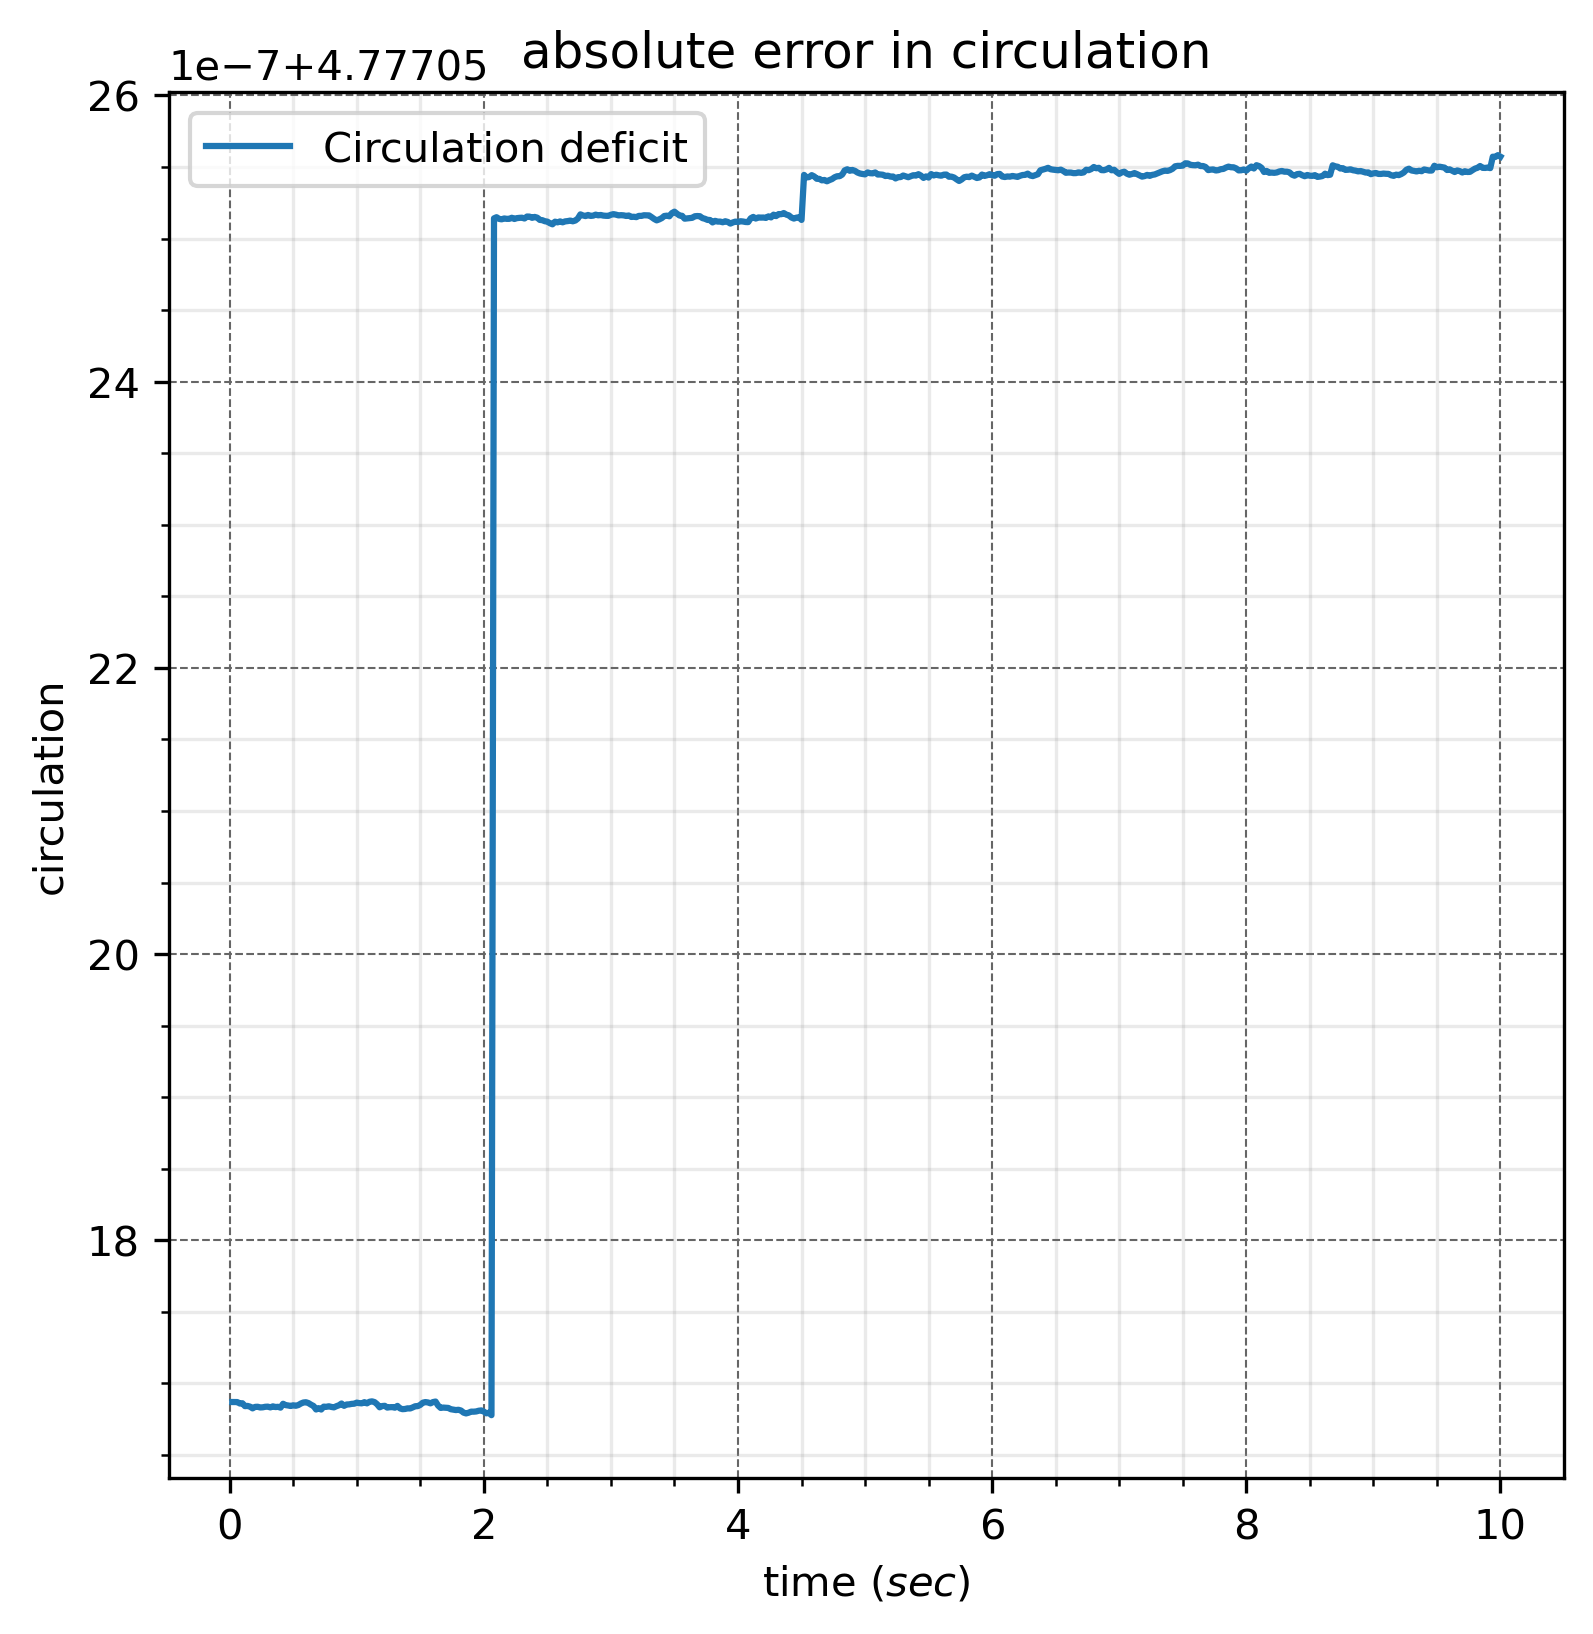 absolute error in circulation
1e−7+4.77705
Circulation deficit
26
24
22
20
18
circulation
0 2 4 6 8 10
time (sec)